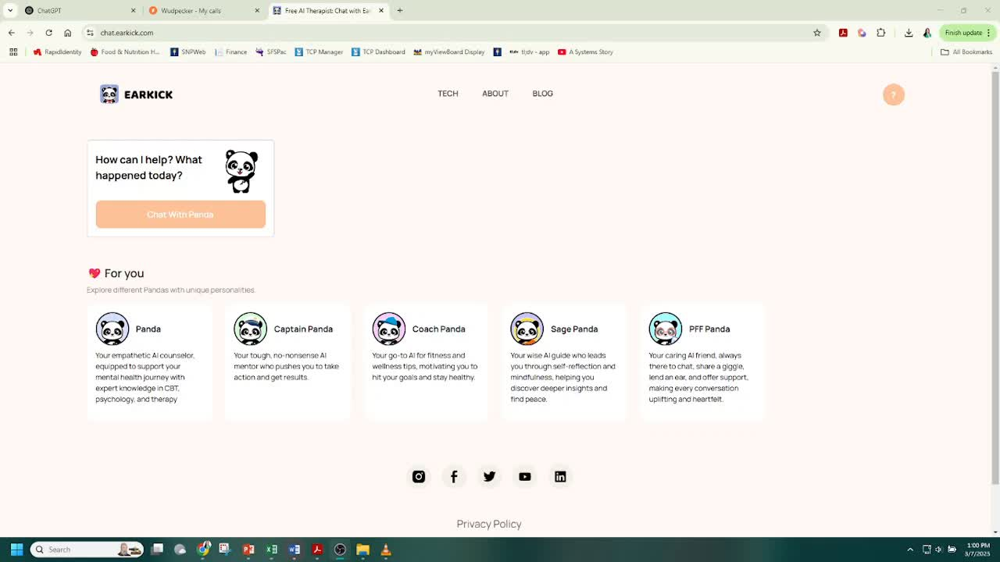 ChatGPT
Wudpecker - My calls
Free AI Therapist: Chat with Ear
chat.earkick.com
Finish update
RapidIdentity
Food & Nutrition H...
SNPWeb
Finance
SFSPac
TCP Manager
TCP Dashboard
myViewBoard Display
tl;dv - app
A Systems Story
All Bookmarks
EARKICK
TECH
ABOUT
BLOG
?
How can I help? What
happened today?
Chat With Panda
For you
Explore different Pandas with unique personalities.
Panda
Your empathetic AI counselor,
equipped to support your
mental health journey with
expert knowledge in CBT,
psychology, and therapy
Captain Panda
Your tough, no-nonsense AI
mentor who pushes you to take
action and get results.
Coach Panda
Your go-to AI for fitness and
wellness tips, motivating you to
hit your goals and stay healthy.
Sage Panda
Your wise AI guide who leads
you through self-reflection and
mindfulness, helping you
discover deeper insights and
find peace.
PFF Panda
Your caring AI friend, always
there to chat, share a giggle,
lend an ear, and offer support,
making every conversation
uplifting and heartfelt.
Privacy Policy
Search
1:00 PM
3/7/2025